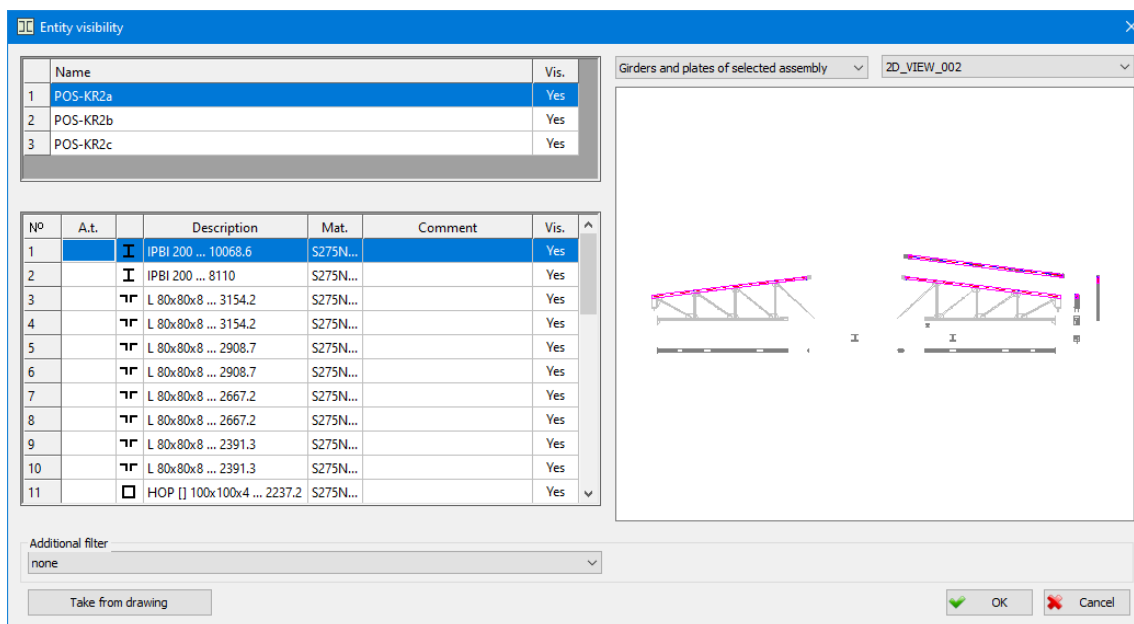 Entity visibility
Name Vis.
1 POS-KR2a Yes
2 POS-KR2b Yes
3 POS-KR2c Yes
Girders and plates of selected assembly 2D_VIEW_002
Nº A.t. Description Mat. Comment Vis.
1 IPBI 200 ... 10068.6 S275N... Yes
2 IPBI 200 ... 8110 S275N... Yes
3 L 80x80x8 ... 3154.2 S275N... Yes
4 L 80x80x8 ... 3154.2 S275N... Yes
5 L 80x80x8 ... 2908.7 S275N... Yes
6 L 80x80x8 ... 2908.7 S275N... Yes
7 L 80x80x8 ... 2667.2 S275N... Yes
8 L 80x80x8 ... 2667.2 S275N... Yes
9 L 80x80x8 ... 2391.3 S275N... Yes
10 L 80x80x8 ... 2391.3 S275N... Yes
11 HOP [] 100x100x4 ... 2237.2 S275N... Yes
Additional filter
none
Take from drawing OK Cancel